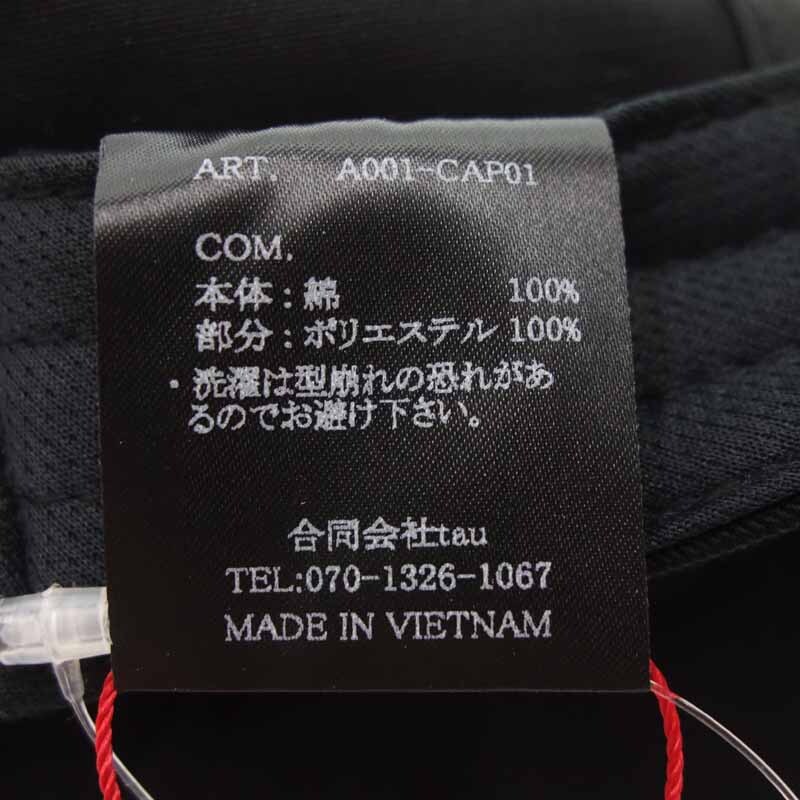 ART. A001-CAP01
COM.
本体 : 綿 100%
部分 : ポリエステル 100%
・洗濯は型崩れの恐れがあ
るのでお避け下さい。
合同会社tau
TEL:070-1326-1067
MADE IN VIETNAM